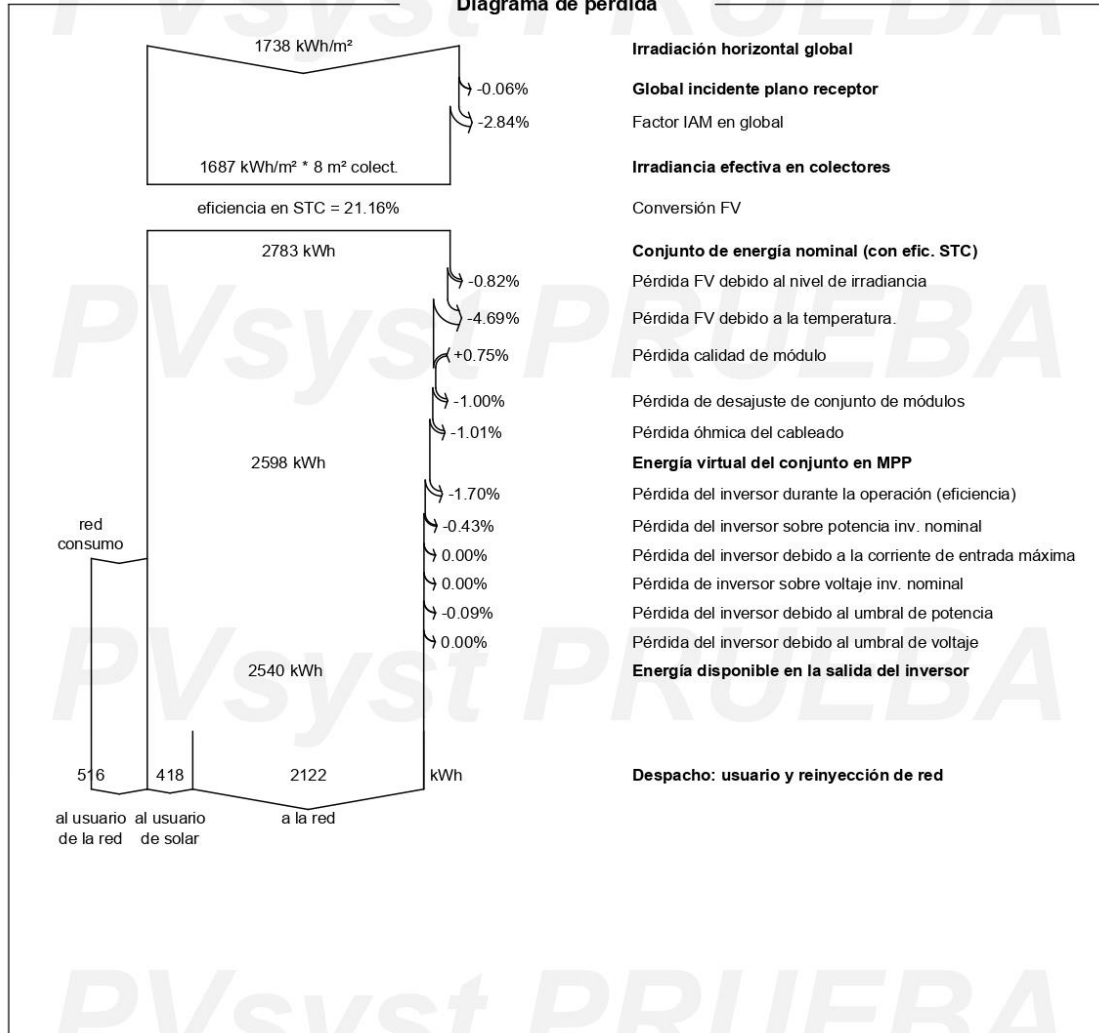 Diagrama de pérdida
1738 kWh/m²
Irradiación horizontal global
-0.06%
Global incidente plano receptor
-2.84%
Factor IAM en global
1687 kWh/m² * 8 m² colect.
Irradiancia efectiva en colectores
eficiencia en STC = 21.16%
Conversión FV
2783 kWh
Conjunto de energía nominal (con efic. STC)
-0.82%
Pérdida FV debido al nivel de irradiancia
-4.69%
Pérdida FV debido a la temperatura.
+0.75%
Pérdida calidad de módulo
-1.00%
Pérdida de desajuste de conjunto de módulos
-1.01%
Pérdida óhmica del cableado
2598 kWh
Energía virtual del conjunto en MPP
-1.70%
Pérdida del inversor durante la operación (eficiencia)
red
consumo
-0.43%
Pérdida del inversor sobre potencia inv. nominal
0.00%
Pérdida del inversor debido a la corriente de entrada máxima
0.00%
Pérdida de inversor sobre voltaje inv. nominal
-0.09%
Pérdida del inversor debido al umbral de potencia
0.00%
Pérdida del inversor debido al umbral de voltaje
2540 kWh
Energía disponible en la salida del inversor
516
418
2122
kWh
Despacho: usuario y reinyección de red
al usuario
de la red
al usuario
de solar
a la red
PVsyst PRUEBA
PVsyst PRUEBA
PVsyst PRUEBA
PVsyst PRUEBA